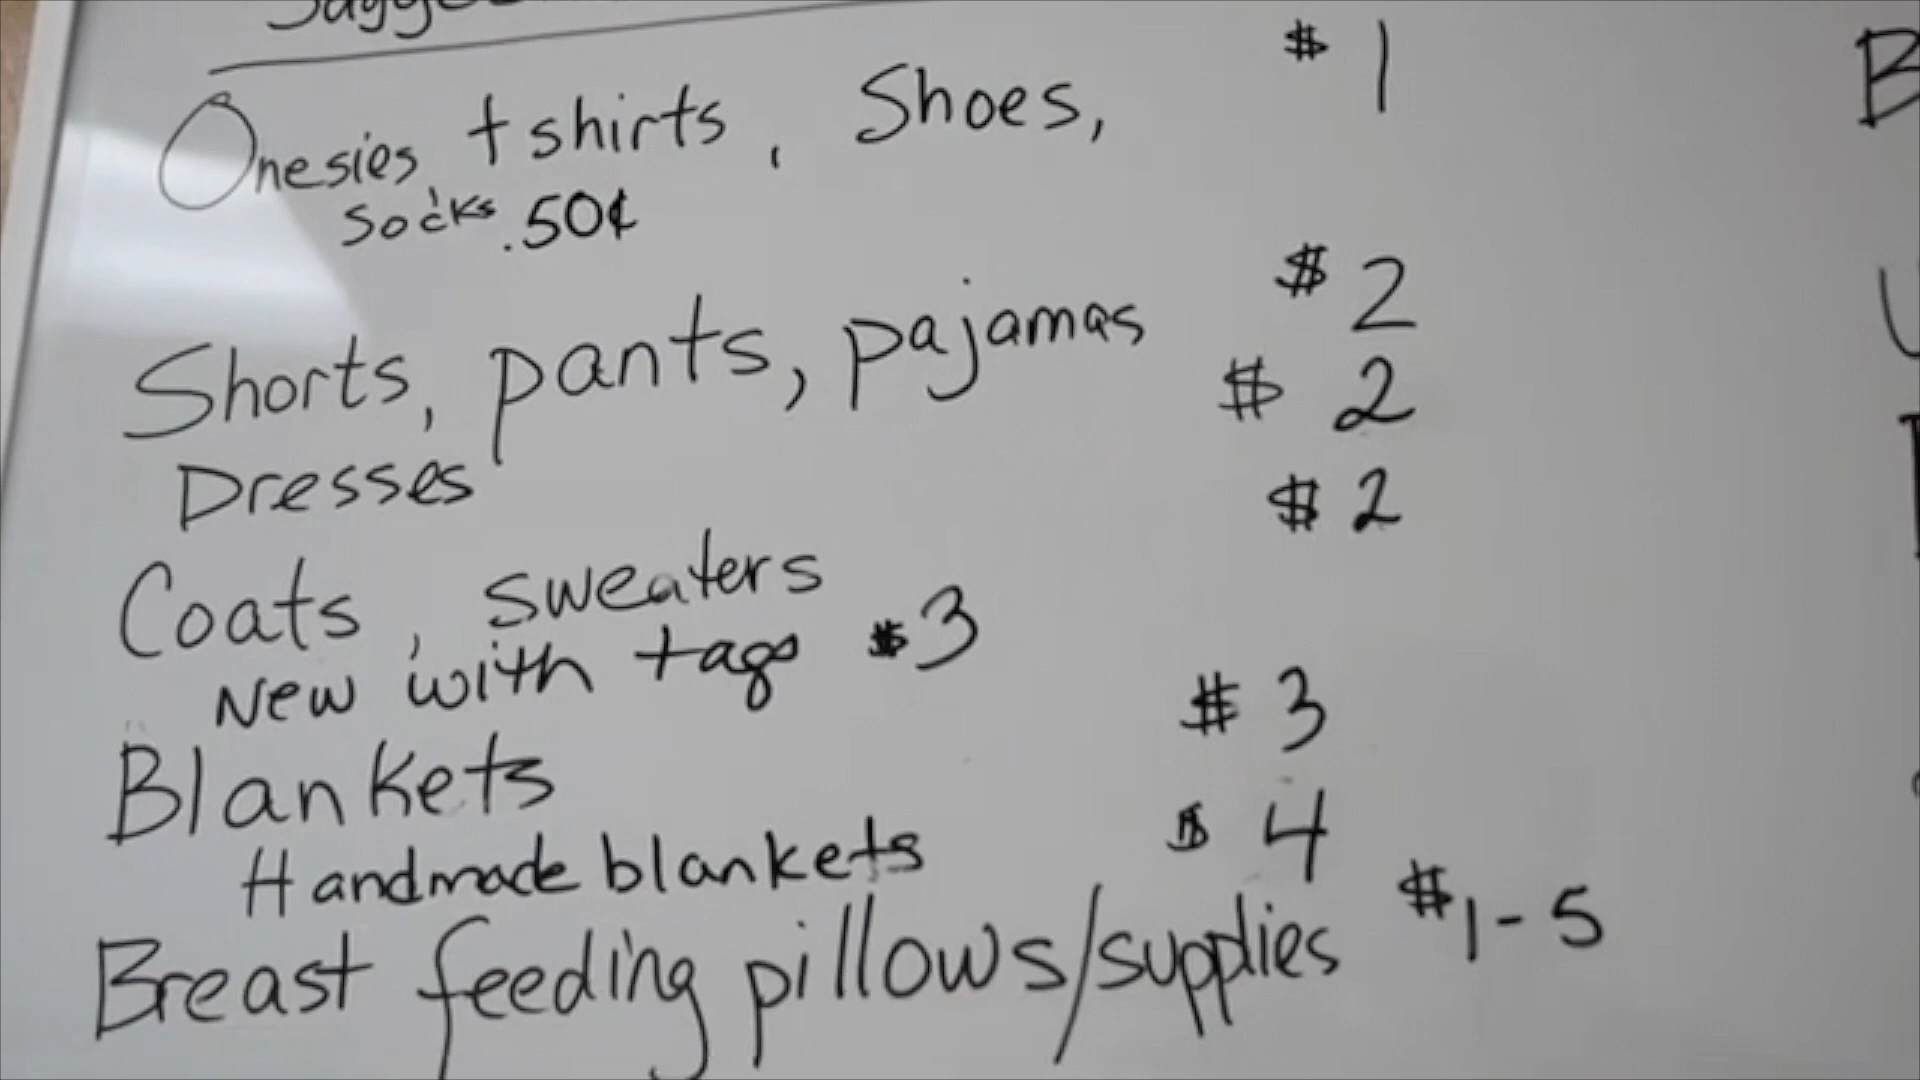 Onesies, tshirts, Shoes, $1
Socks .50¢
Shorts, pants, pajamas $2
Dresses $2
Coats, sweaters $2
New with tags $3
Blankets $3
Handmade blankets $4
Breast feeding pillows/supplies $1-5